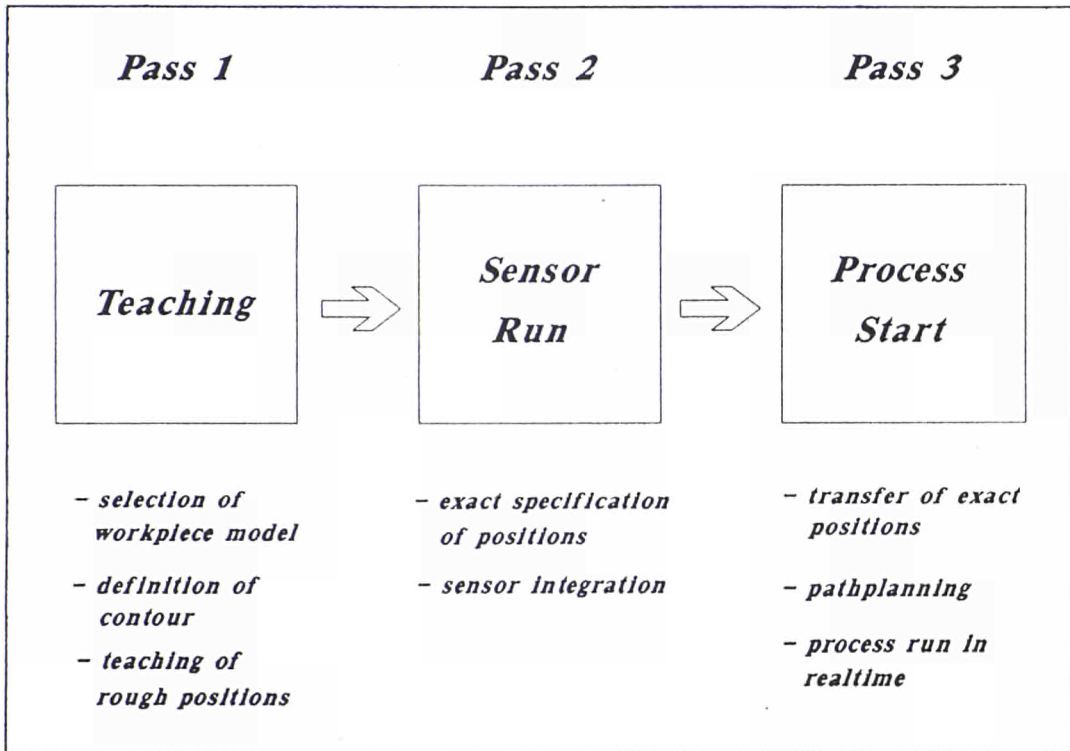 Pass 1
Pass 2
Pass 3
Teaching
Sensor
Run
Process
Start
- selection of
workpiece model
- definition of
contour
- teaching of
rough positions
- exact specification
of positions
- sensor integration
- transfer of exact
positions
- pathplanning
- process run in
realtime